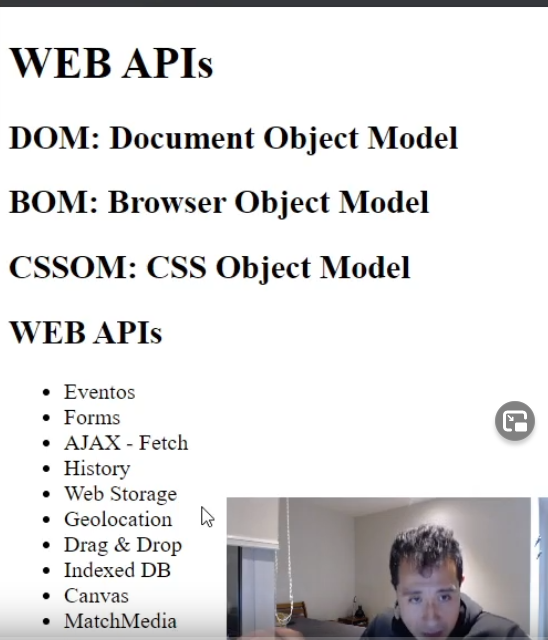 WEB APIs
DOM: Document Object Model
BOM: Browser Object Model
CSSOM: CSS Object Model
WEB APIs
Eventos
Forms
AJAX - Fetch
History
Web Storage
Geolocation
Drag & Drop
Indexed DB
Canvas
MatchMedia